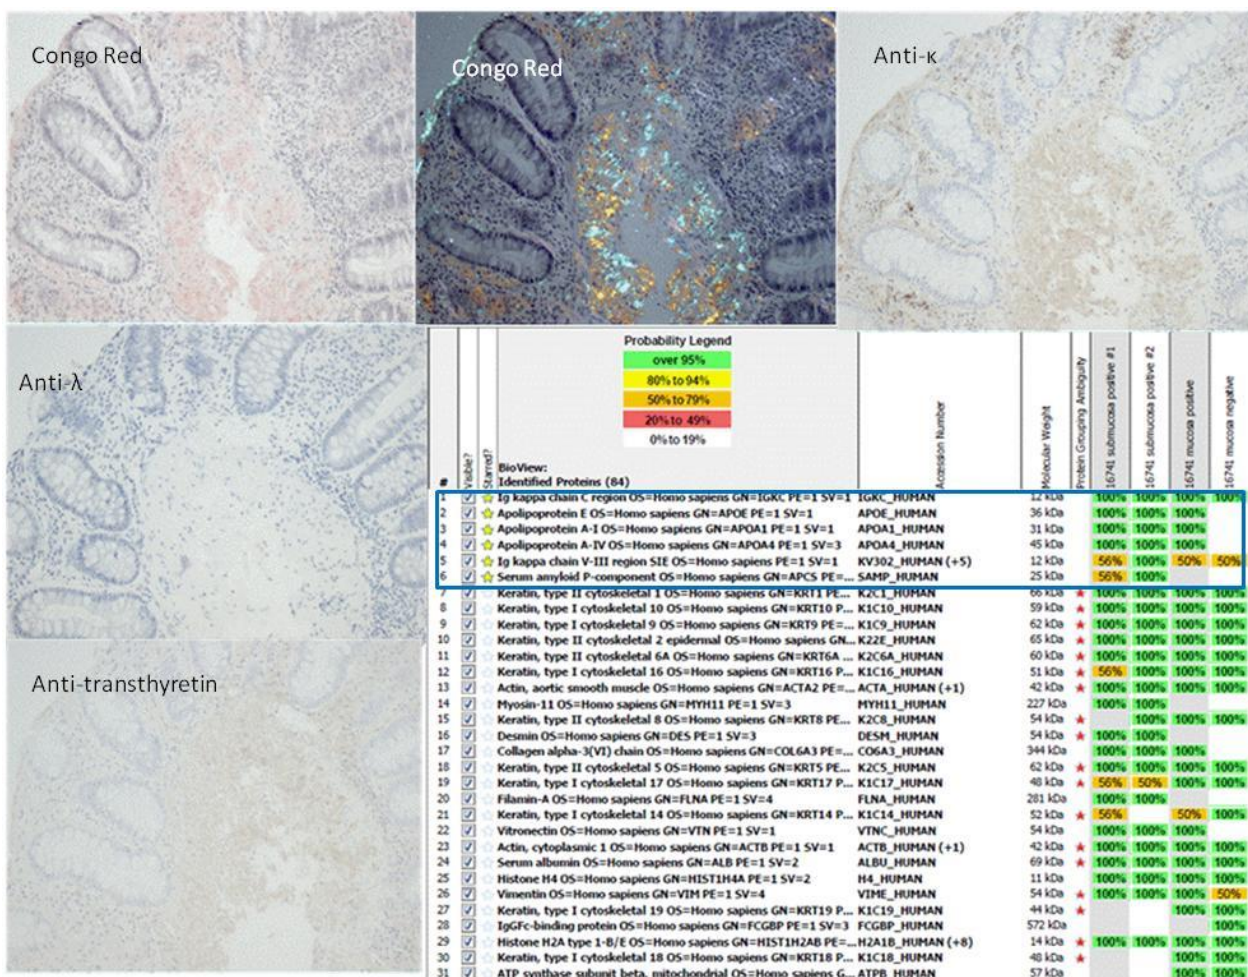 Congo Red
Congo Red
Anti-κ
Anti-λ
Anti-transthyretin
Probability Legend
over 95%
80% to 94%
50% to 79%
20% to 49%
0% to 19%
BioView:
# Visible? Starred? Identified Proteins (84) Accession Number Molecular Weight Protein Grouping Ambiguity 16741 submucosa positive #1 16741 submucosa positive #2 16741 mucosa positive 16741 mucosa negative
1 Ig kappa chain C region OS=Homo sapiens GN=IGKC PE=1 SV=1 IGKC_HUMAN 12 kDa 100% 100% 100% 100%
2 Apolipoprotein E OS=Homo sapiens GN=APOE PE=1 SV=1 APOE_HUMAN 36 kDa 100% 100% 100%
3 Apolipoprotein A-I OS=Homo sapiens GN=APOA1 PE=1 SV=1 APOA1_HUMAN 31 kDa 100% 100% 100%
4 Apolipoprotein A-IV OS=Homo sapiens GN=APOA4 PE=1 SV=3 APOA4_HUMAN 45 kDa 100% 100% 100%
5 Ig kappa chain V-III region SIE OS=Homo sapiens PE=1 SV=1 KV302_HUMAN (+5) 12 kDa 56% 100% 50% 50%
6 Serum amyloid P-component OS=Homo sapiens GN=APCS PE=... SAMP_HUMAN 25 kDa 56% 100%
7 Keratin, type II cytoskeletal 1 OS=Homo sapiens GN=KRT1 PE=... K2C1_HUMAN 66 kDa 100% 100% 100% 100%
8 Keratin, type I cytoskeletal 10 OS=Homo sapiens GN=KRT10 P... K1C10_HUMAN 59 kDa 100% 100% 100% 100%
9 Keratin, type I cytoskeletal 9 OS=Homo sapiens GN=KRT9 PE=... K1C9_HUMAN 62 kDa 100% 100% 100% 100%
10 Keratin, type II cytoskeletal 2 epidermal OS=Homo sapiens GN... K22E_HUMAN 65 kDa 100% 100% 100% 100%
11 Keratin, type II cytoskeletal 6A OS=Homo sapiens GN=KRT6A ... K2C6A_HUMAN 60 kDa 100% 100% 100% 100%
12 Keratin, type I cytoskeletal 16 OS=Homo sapiens GN=KRT16 P... K1C16_HUMAN 51 kDa 56% 100% 100% 100%
13 Actin, aortic smooth muscle OS=Homo sapiens GN=ACTA2 PE=... ACTA_HUMAN (+1) 42 kDa 100% 100% 100% 100%
14 Myosin-11 OS=Homo sapiens GN=MYH11 PE=1 SV=3 MYH11_HUMAN 227 kDa 100% 100%
15 Keratin, type II cytoskeletal 8 OS=Homo sapiens GN=KRT8 PE... K2C8_HUMAN 54 kDa 100% 100% 100%
16 Desmin OS=Homo sapiens GN=DES PE=1 SV=3 DESM_HUMAN 54 kDa 100% 100%
17 Collagen alpha-3(VI) chain OS=Homo sapiens GN=COL6A3 PE=... CO6A3_HUMAN 344 kDa 100% 100% 100%
18 Keratin, type II cytoskeletal 5 OS=Homo sapiens GN=KRT5 PE... K2C5_HUMAN 62 kDa 100% 100% 100% 100%
19 Keratin, type I cytoskeletal 17 OS=Homo sapiens GN=KRT17 P... K1C17_HUMAN 48 kDa 56% 50% 100% 100%
20 Filamin-A OS=Homo sapiens GN=FLNA PE=1 SV=4 FLNA_HUMAN 281 kDa 100% 100%
21 Keratin, type I cytoskeletal 14 OS=Homo sapiens GN=KRT14 P... K1C14_HUMAN 52 kDa 56% 50% 100%
22 Vitronectin OS=Homo sapiens GN=VTN PE=1 SV=1 VTNC_HUMAN 54 kDa 100% 100% 100%
23 Actin, cytoplasmic 1 OS=Homo sapiens GN=ACTB PE=1 SV=1 ACTB_HUMAN (+1) 42 kDa 100% 100% 100% 100%
24 Serum albumin OS=Homo sapiens GN=ALB PE=1 SV=2 ALBU_HUMAN 69 kDa 100% 100% 100% 100%
25 Histone H4 OS=Homo sapiens GN=HIST1H4A PE=1 SV=2 H4_HUMAN 11 kDa 100% 100% 100% 100%
26 Vimentin OS=Homo sapiens GN=VIM PE=1 SV=4 VIME_HUMAN 54 kDa 100% 100% 100% 50%
27 Keratin, type I cytoskeletal 19 OS=Homo sapiens GN=KRT19 P... K1C19_HUMAN 44 kDa 100% 100%
28 IgGFc-binding protein OS=Homo sapiens GN=FCGBP PE=1 SV=3 FCGBP_HUMAN 572 kDa 100%
29 Histone H2A type 1-B/E OS=Homo sapiens GN=HIST1H2AB PE=... H2A1B_HUMAN (+8) 14 kDa 100% 100% 100% 100%
30 Keratin, type I cytoskeletal 18 OS=Homo sapiens GN=KRT18 P... K1C18_HUMAN 48 kDa 100% 100%
31 ATP synthase subunit beta, mitochondrial OS=Homo sapiens G... ATPB_HUMAN 57 kDa 100% 100%